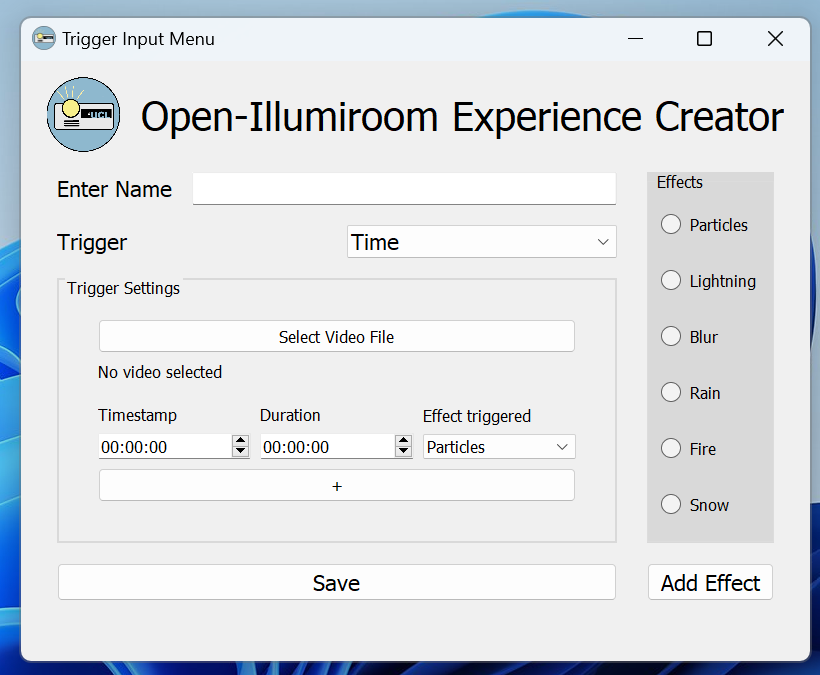 Trigger Input Menu
UCL
Open-Illumiroom Experience Creator
Enter Name
Trigger
Time
Trigger Settings
Select Video File
No video selected
Timestamp Duration Effect triggered
00:00:00 00:00:00 Particles
+
Save
Effects
Particles
Lightning
Blur
Rain
Fire
Snow
Add Effect